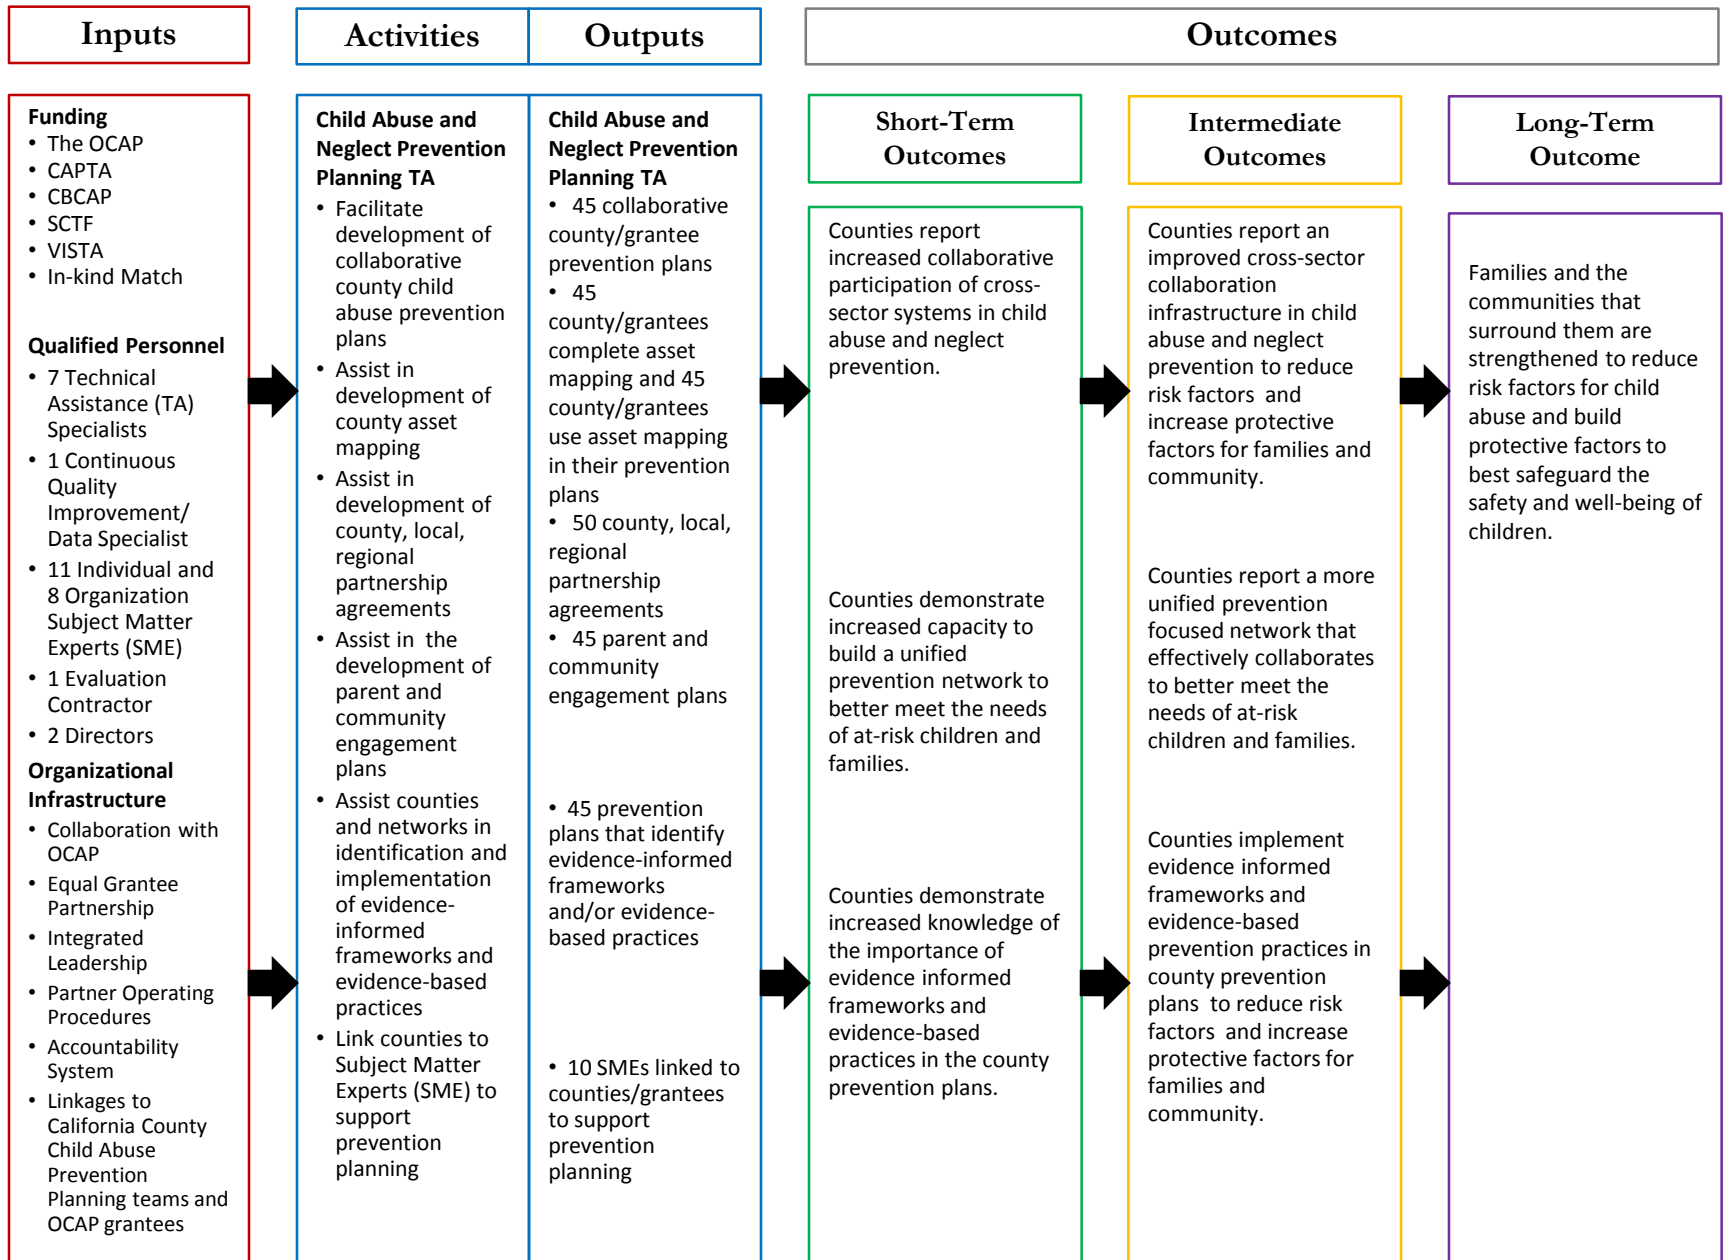 Inputs
Activities
Outputs
Outcomes
Funding
• The OCAP
• CAPTA
• CBCAP
• SCTF
• VISTA
• In-kind Match
Qualified Personnel
• 7 Technical
Assistance (TA)
Specialists
• 1 Continuous
Quality
Improvement/
Data Specialist
• 11 Individual and
8 Organization
Subject Matter
Experts (SME)
• 1 Evaluation
Contractor
• 2 Directors
Organizational
Infrastructure
• Collaboration with
OCAP
• Equal Grantee
Partnership
• Integrated
Leadership
• Partner Operating
Procedures
• Accountability
System
• Linkages to
California County
Child Abuse
Prevention
Planning teams and
OCAP grantees
Child Abuse and
Neglect Prevention
Planning TA
• Facilitate
development of
collaborative
county child
abuse prevention
plans
• Assist in
development of
county asset
mapping
• Assist in
development of
county, local,
regional
partnership
agreements
• Assist in the
development of
parent and
community
engagement
plans
• Assist counties
and networks in
identification and
implementation
of evidence-
informed
frameworks and
evidence-based
practices
• Link counties to
Subject Matter
Experts (SME) to
support
prevention
planning
Child Abuse and
Neglect Prevention
Planning TA
• 45 collaborative
county/grantee
prevention plans
• 45
county/grantees
complete asset
mapping and 45
county/grantees
use asset mapping
in their prevention
plans
• 50 county, local,
regional
partnership
agreements
• 45 parent and
community
engagement plans
• 45 prevention
plans that identify
evidence-informed
frameworks
and/or evidence-
based practices
• 10 SMEs linked to
counties/grantees
to support
prevention
planning
Short-Term
Outcomes
Counties report
increased collaborative
participation of cross-
sector systems in child
abuse and neglect
prevention.
Counties demonstrate
increased capacity to
build a unified
prevention network to
better meet the needs
of at-risk children and
families.
Counties demonstrate
increased knowledge of
the importance of
evidence informed
frameworks and
evidence-based
practices in the county
prevention plans.
Intermediate
Outcomes
Counties report an
improved cross-sector
collaboration
infrastructure in child
abuse and neglect
prevention to reduce
risk factors and
increase protective
factors for families and
community.
Counties report a more
unified prevention
focused network that
effectively collaborates
to better meet the
needs of at-risk
children and families.
Counties implement
evidence informed
frameworks and
evidence-based
prevention practices in
county prevention
plans to reduce risk
factors and increase
protective factors for
families and
community.
Long-Term
Outcome
Families and the
communities that
surround them are
strengthened to reduce
risk factors for child
abuse and build
protective factors to
best safeguard the
safety and well-being of
children.